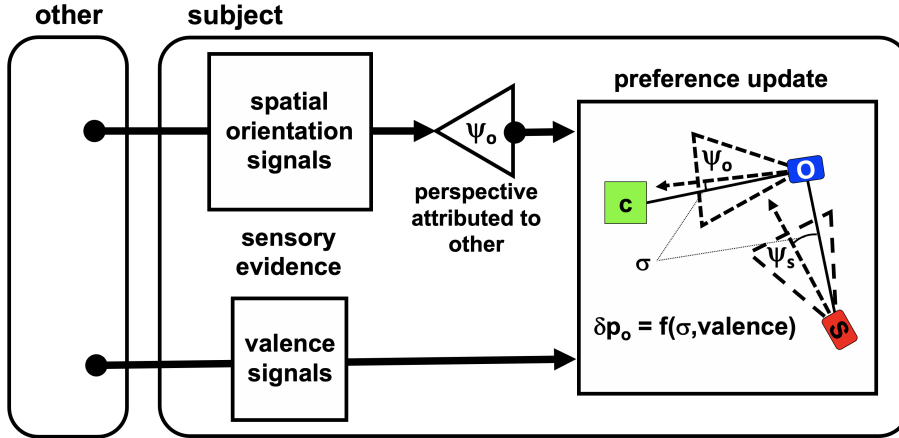 other
subject
spatial
orientation
signals
ψₒ
perspective
attributed to
other
sensory
evidence
valence
signals
preference update
ψₒ
O
c
σ
ψₛ
S
δpₒ = f(σ,valence)